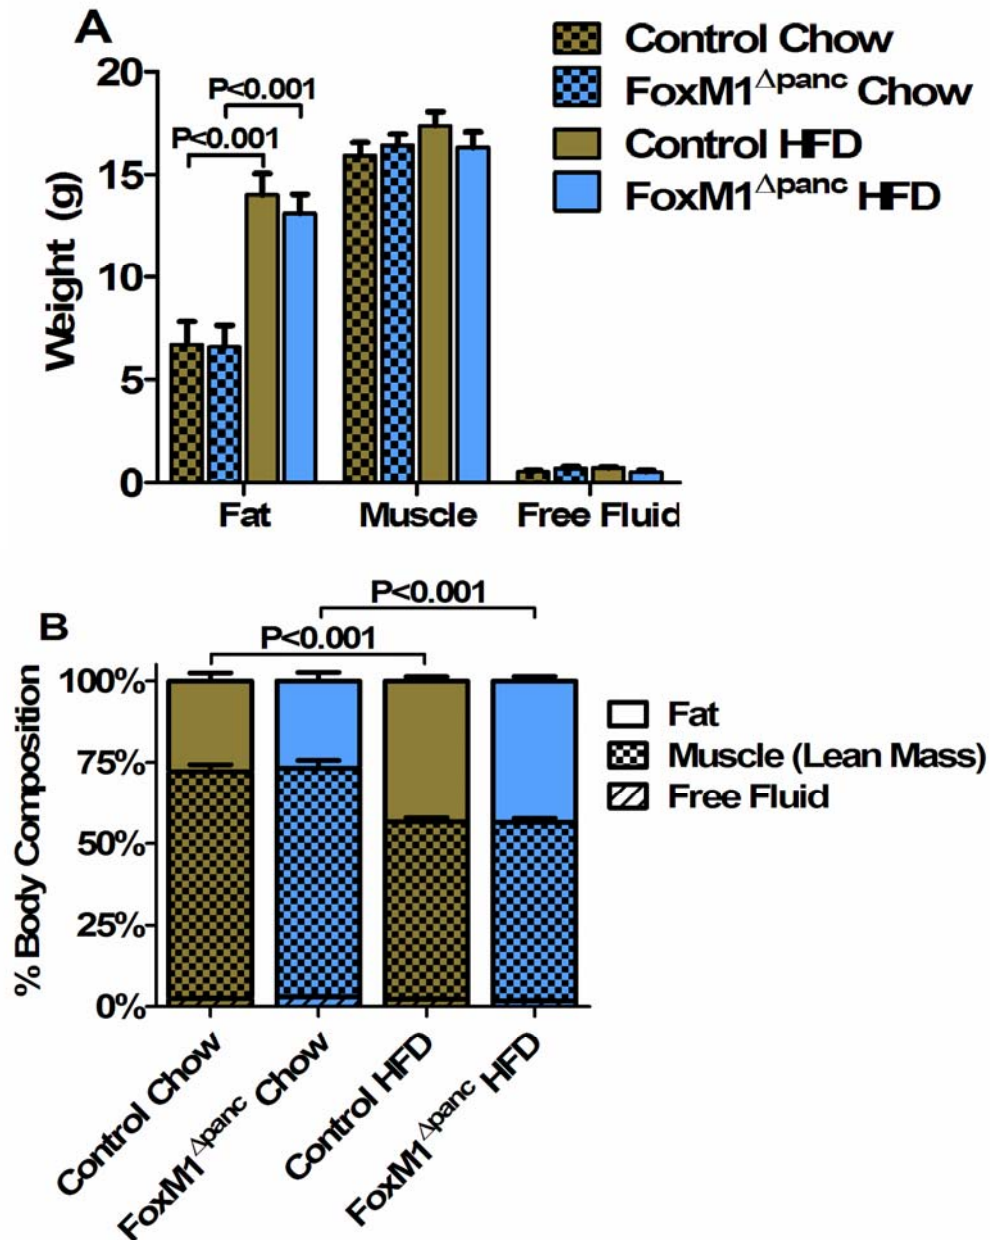 A
Control Chow
FoxM1^Δpanc Chow
Control HFD
FoxM1^Δpanc HFD
20
15
10
5
0
Weight (g)
P<0.001
P<0.001
Fat Muscle Free Fluid
B
P<0.001
P<0.001
100%
75%
50%
25%
0%
% Body Composition
Fat
Muscle (Lean Mass)
Free Fluid
Control Chow
FoxM1^Δpanc Chow
Control HFD
FoxM1^Δpanc HFD